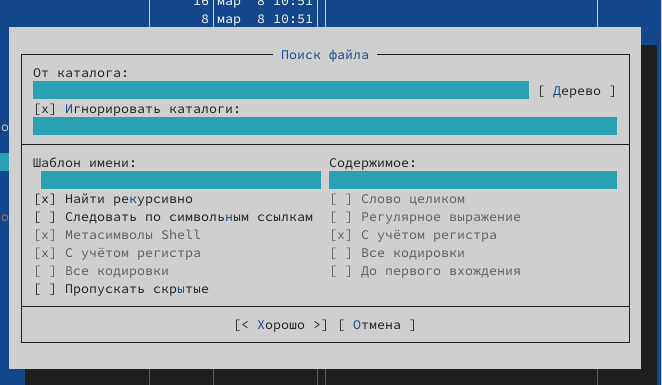 16 мар  8 10:51
8 мар  8 10:51
Поиск файла
От каталога:
[ Дерево ]
[x] Игнорировать каталоги:
о
Шаблон имени: Содержимое:
[x] Найти рекурсивно [ ] Слово целиком
[ ] Следовать по символьным ссылкам [ ] Регулярное выражение
[x] Метасимволы Shell [x] С учётом регистра
[x] С учётом регистра [ ] Все кодировки
[ ] Все кодировки [ ] До первого вхождения
[ ] Пропускать скрытые
[< Хорошо >] [ Отмена ]